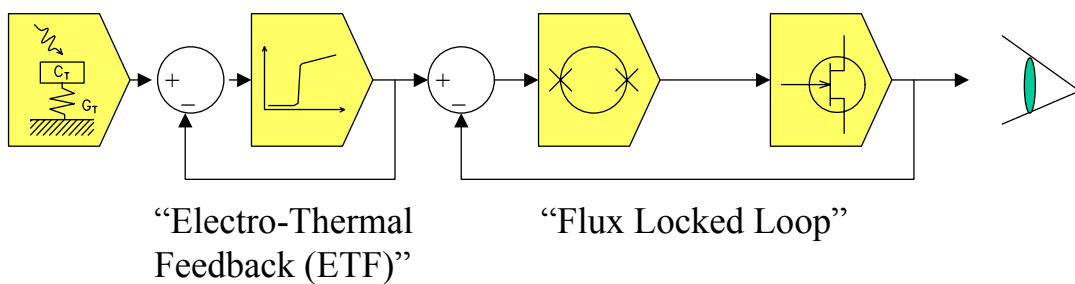 C_T
G_T
+
−
+
−
“Electro-Thermal
Feedback (ETF)”
“Flux Locked Loop”